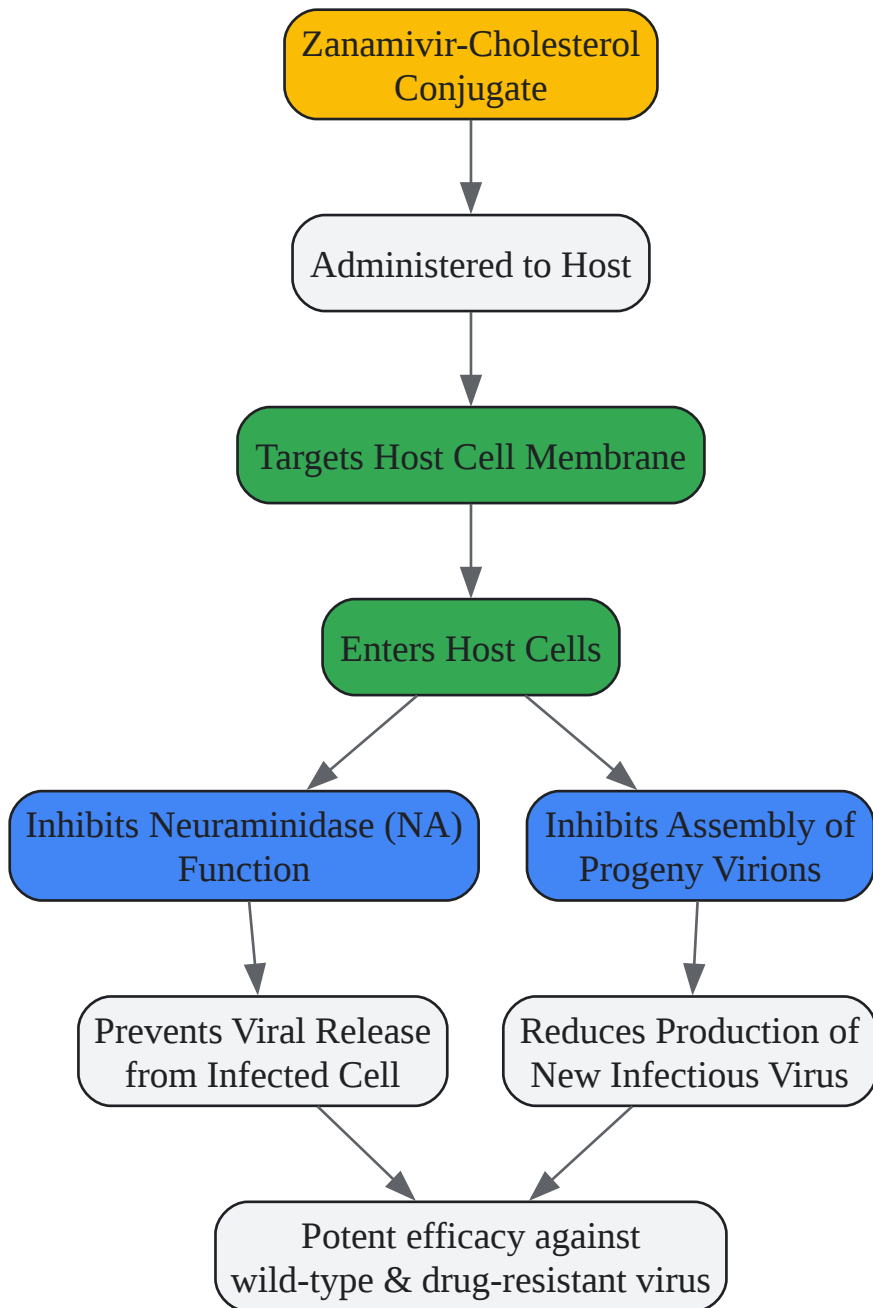 Zanamivir-Cholesterol
Conjugate
Administered to Host
Targets Host Cell Membrane
Enters Host Cells
Inhibits Neuraminidase (NA)
Function
Inhibits Assembly of
Progeny Virions
Prevents Viral Release
from Infected Cell
Reduces Production of
New Infectious Virus
Potent efficacy against
wild-type & drug-resistant virus